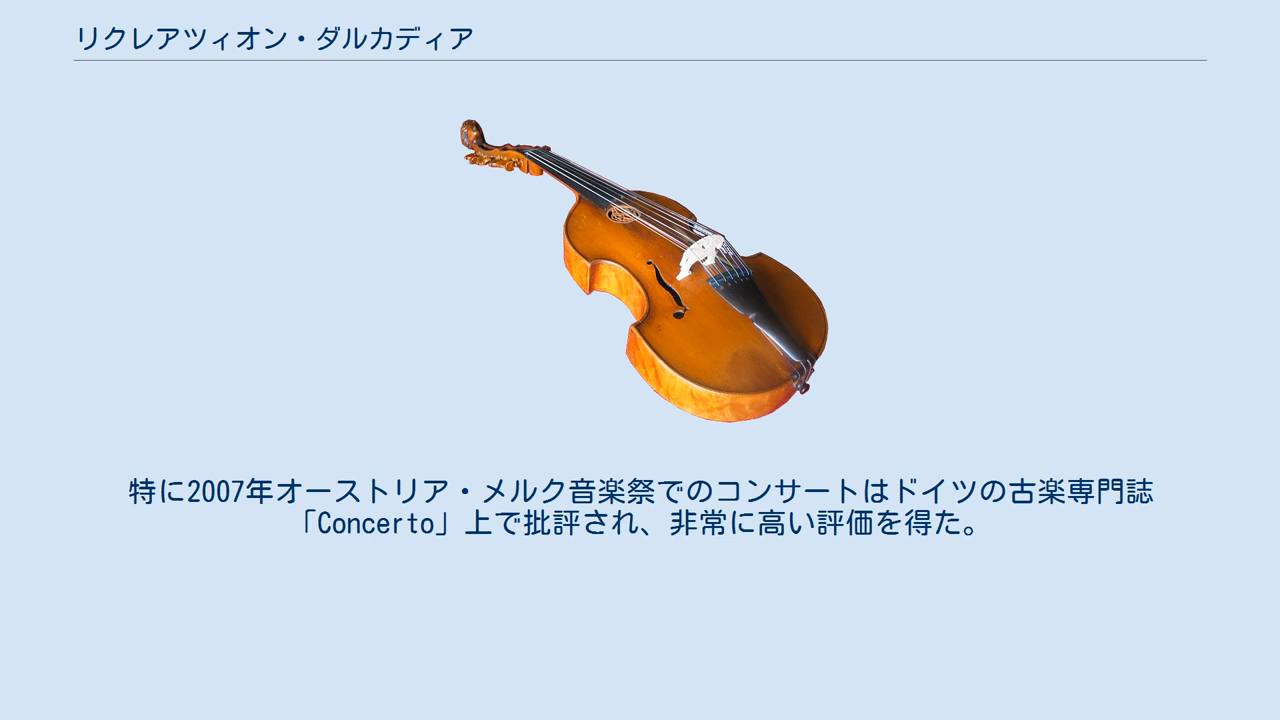 リクレアツィオン・ダルカディア
特に2007年オーストリア・メルク音楽祭でのコンサートはドイツの古楽専門誌
「Concerto」上で批評され、非常に高い評価を得た。